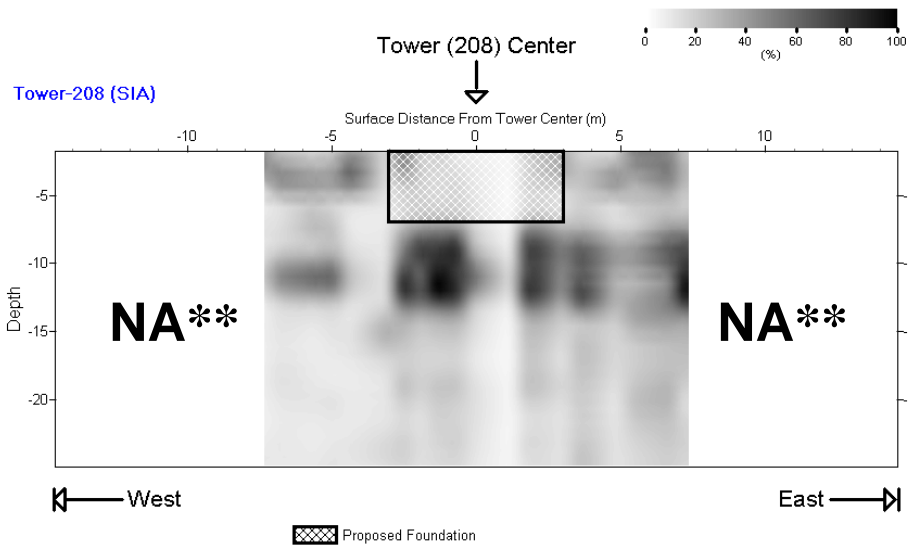 0 20 40 60 80 100
(%)
Tower (208) Center
Tower-208 (SIA)
Surface Distance From Tower Center (m)
-10 -5 0 5 10
-5
-10
-15
-20
Depth
NA** NA**
West East
Proposed Foundation